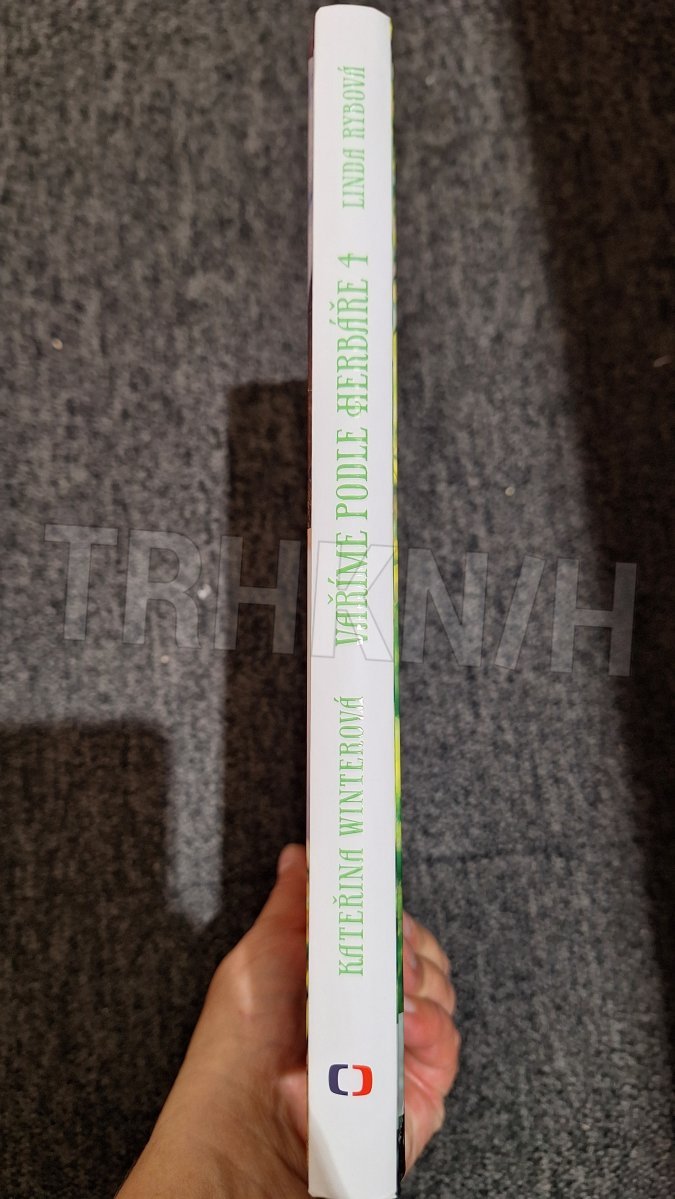 KATEŘINA WINTEROVÁ VAŘÍME PODLE HERBÁŘE 4 LINDA RYBOVÁ
TRHKNIH